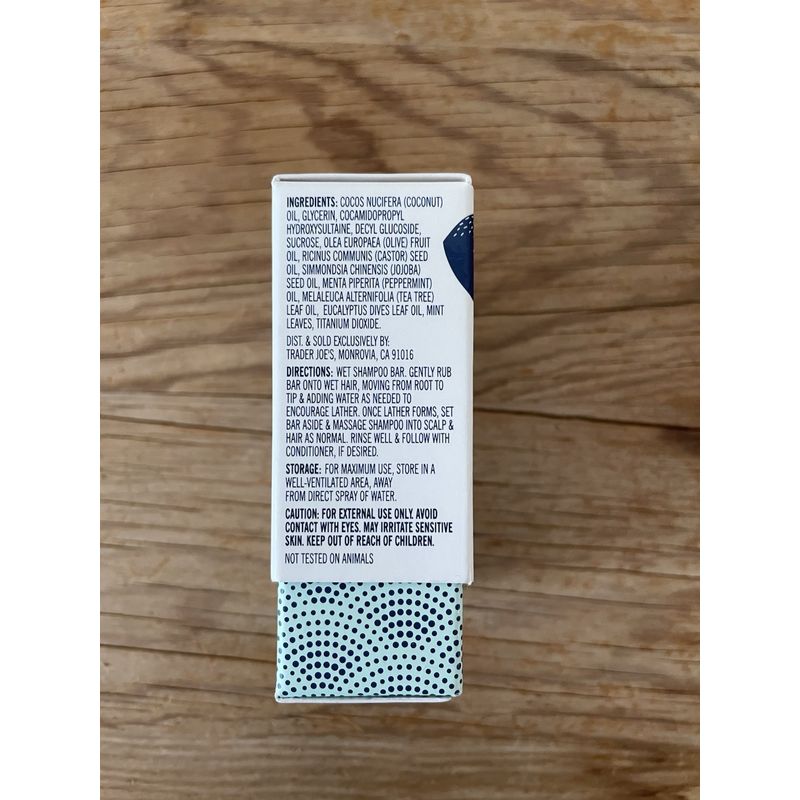 INGREDIENTS: COCOS NUCIFERA (COCONUT)
OIL, GLYCERIN, COCAMIDOPROPYL
HYDROXYSULTAINE, DECYL GLUCOSIDE,
SUCROSE, OLEA EUROPAEA (OLIVE) FRUIT
OIL, RICINUS COMMUNIS (CASTOR) SEED
OIL, SIMMONDSIA CHINENSIS (JOJOBA)
SEED OIL, MENTA PIPERITA (PEPPERMINT)
OIL, MELALEUCA ALTERNIFOLIA (TEA TREE)
LEAF OIL, EUCALYPTUS DIVES LEAF OIL, MINT
LEAVES, TITANIUM DIOXIDE.
DIST. & SOLD EXCLUSIVELY BY:
TRADER JOE'S, MONROVIA, CA 91016
DIRECTIONS: WET SHAMPOO BAR. GENTLY RUB
BAR ONTO WET HAIR, MOVING FROM ROOT TO
TIP & ADDING WATER AS NEEDED TO
ENCOURAGE LATHER. ONCE LATHER FORMS, SET
BAR ASIDE & MASSAGE SHAMPOO INTO SCALP &
HAIR AS NORMAL. RINSE WELL & FOLLOW WITH
CONDITIONER, IF DESIRED.
STORAGE: FOR MAXIMUM USE, STORE IN A
WELL-VENTILATED AREA, AWAY
FROM DIRECT SPRAY OF WATER.
CAUTION: FOR EXTERNAL USE ONLY. AVOID
CONTACT WITH EYES. MAY IRRITATE SENSITIVE
SKIN. KEEP OUT OF REACH OF CHILDREN.
NOT TESTED ON ANIMALS